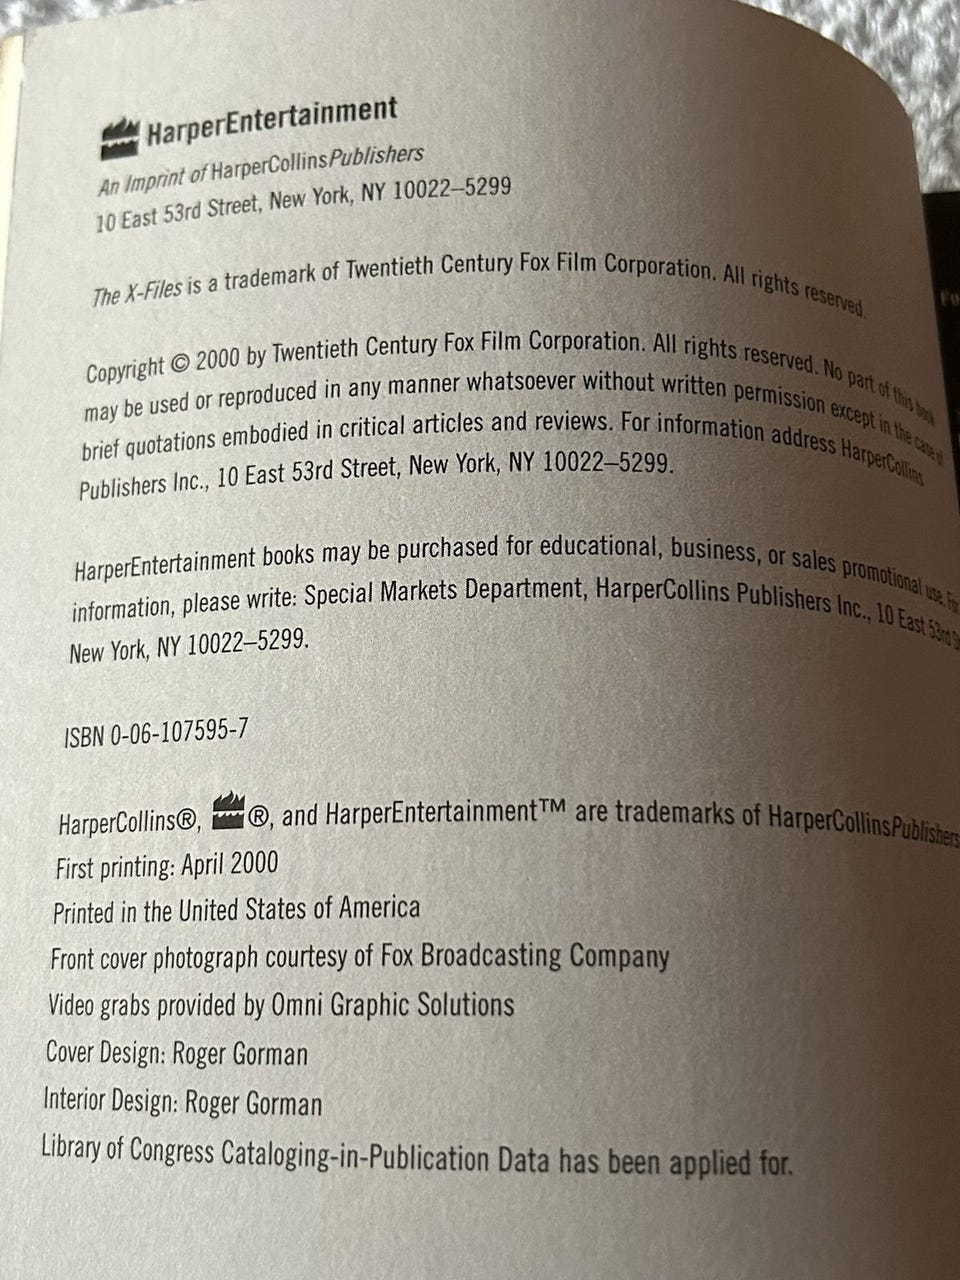 HarperEntertainment
An Imprint of HarperCollinsPublishers
10 East 53rd Street, New York, NY 10022–5299
The X-Files is a trademark of Twentieth Century Fox Film Corporation. All rights reserved.
Copyright © 2000 by Twentieth Century Fox Film Corporation. All rights reserved. No part of this book
may be used or reproduced in any manner whatsoever without written permission except in the case of
brief quotations embodied in critical articles and reviews. For information address HarperCollins
Publishers Inc., 10 East 53rd Street, New York, NY 10022–5299.
HarperEntertainment books may be purchased for educational, business, or sales promotional use. For
information, please write: Special Markets Department, HarperCollins Publishers Inc., 10 East 53rd
New York, NY 10022–5299.
ISBN 0-06-107595-7
HarperCollins®, ®, and HarperEntertainment™ are trademarks of HarperCollinsPublishers
First printing: April 2000
Printed in the United States of America
Front cover photograph courtesy of Fox Broadcasting Company
Video grabs provided by Omni Graphic Solutions
Cover Design: Roger Gorman
Interior Design: Roger Gorman
Library of Congress Cataloging-in-Publication Data has been applied for.